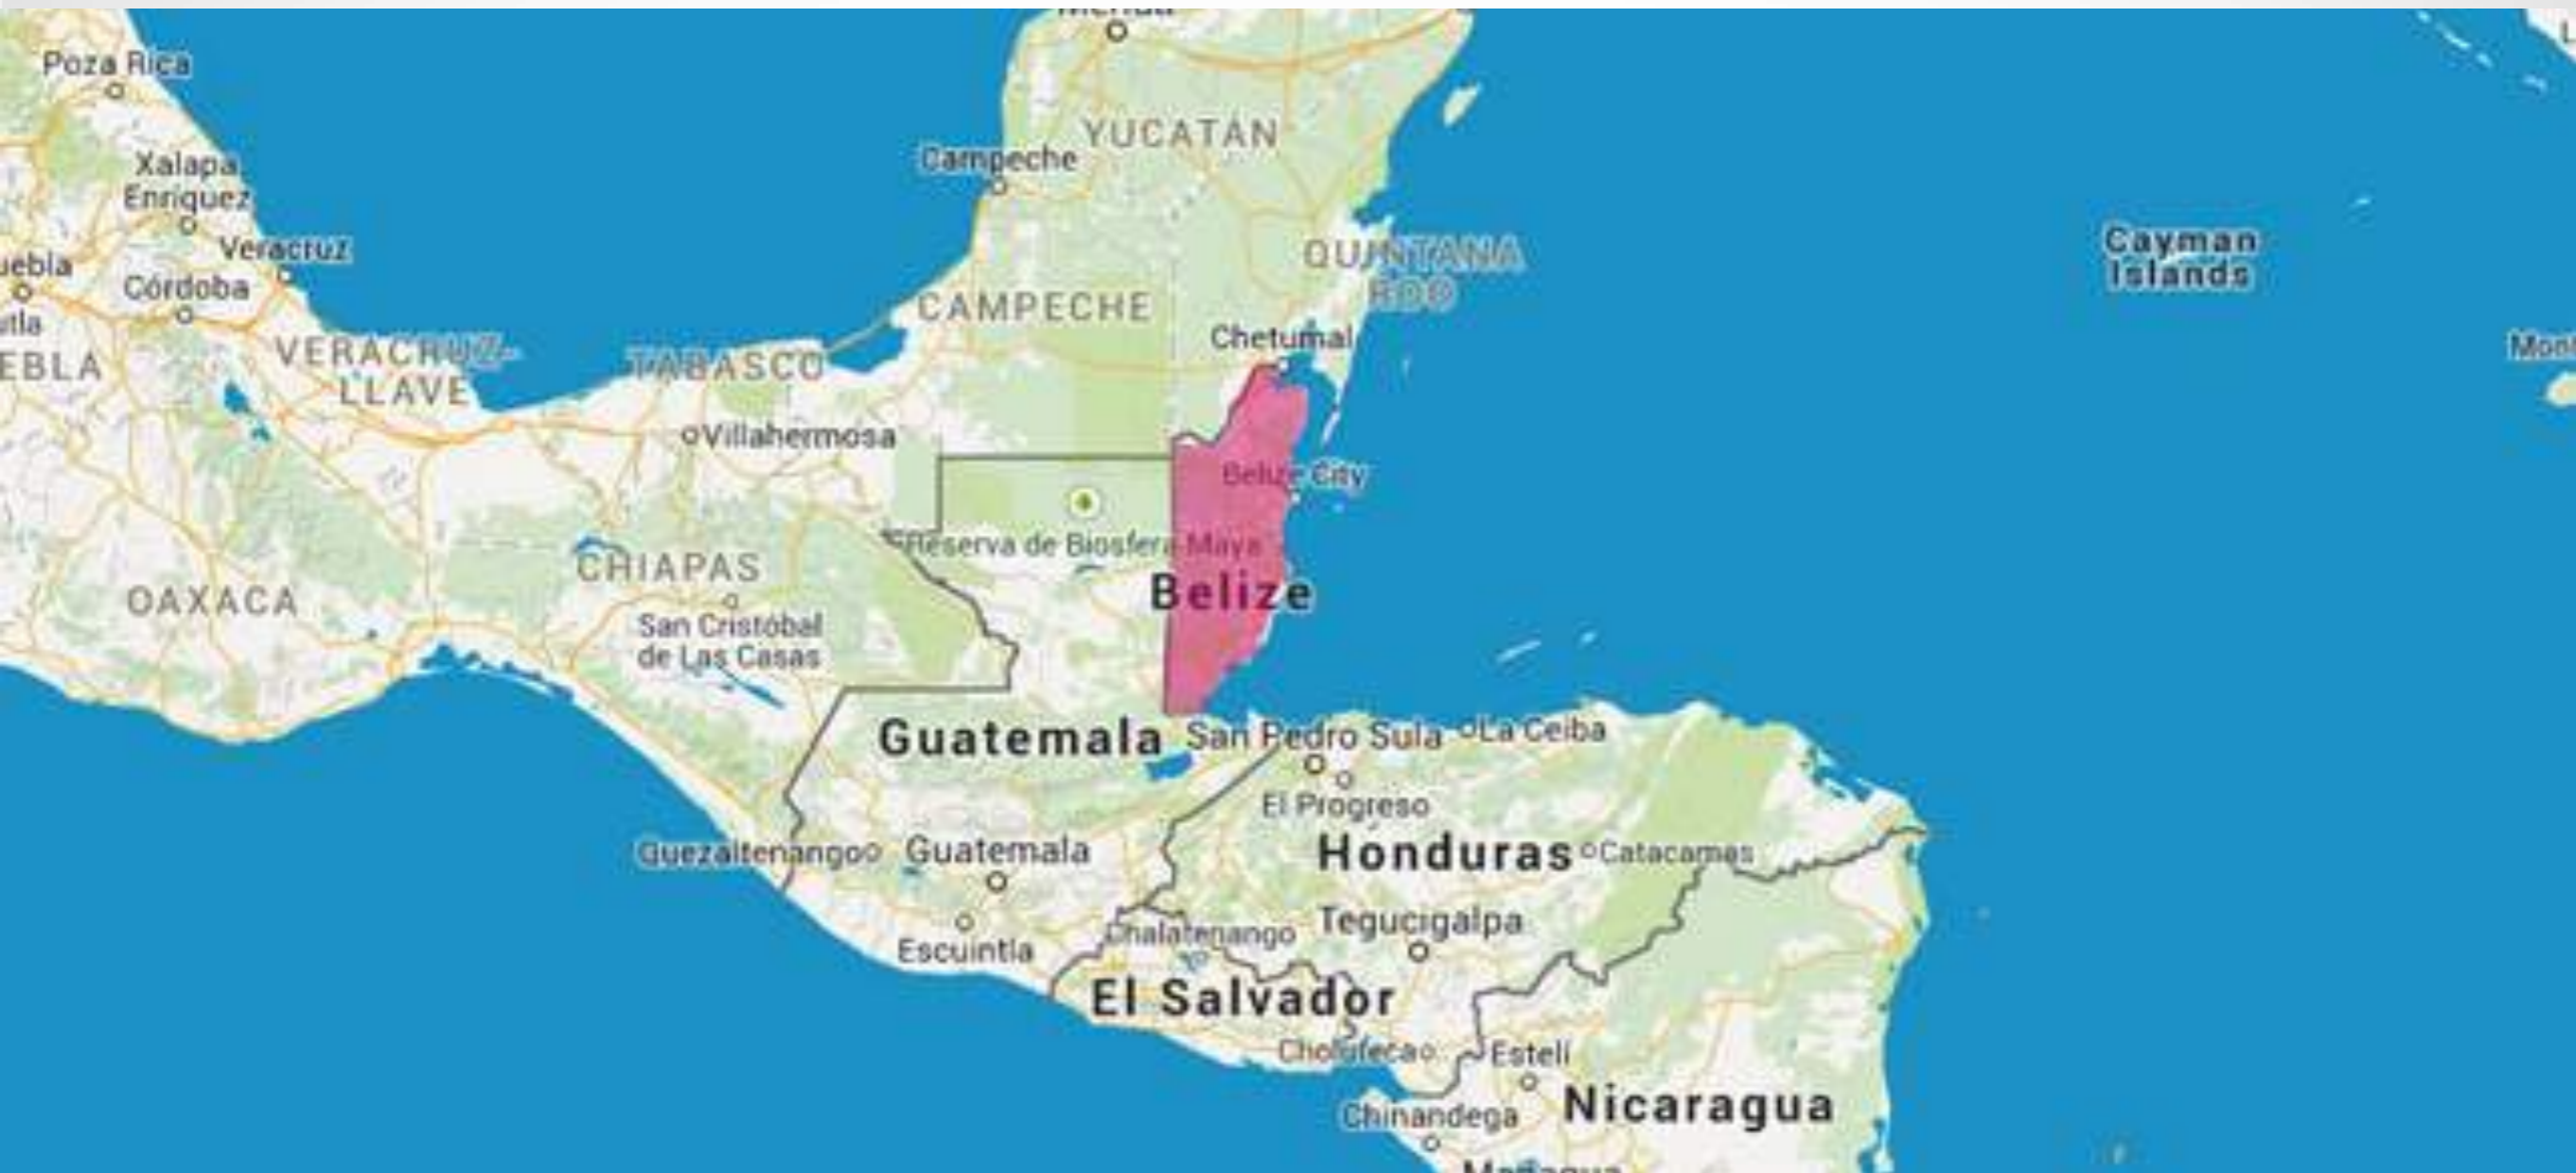 Poza Rica
Xalapa
Enríquez
Veracruz
Córdoba
VERACRUZ-
LLAVE
OAXACA
TABASCO
Villahermosa
CHIAPAS
San Cristóbal
de Las Casas
Campeche
YUCATÁN
CAMPECHE
QUINTANA
ROO
Chetumal
Belize City
Reserva de Biosfera Maya
Belize
Cayman
Islands
Guatemala
San Pedro Sula
La Ceiba
El Progreso
Quezaltenango
Guatemala
Honduras
Catacamas
Escuintla
Chalatenango
Tegucigalpa
El Salvador
Choluteca
Estelí
Chinandega
Nicaragua